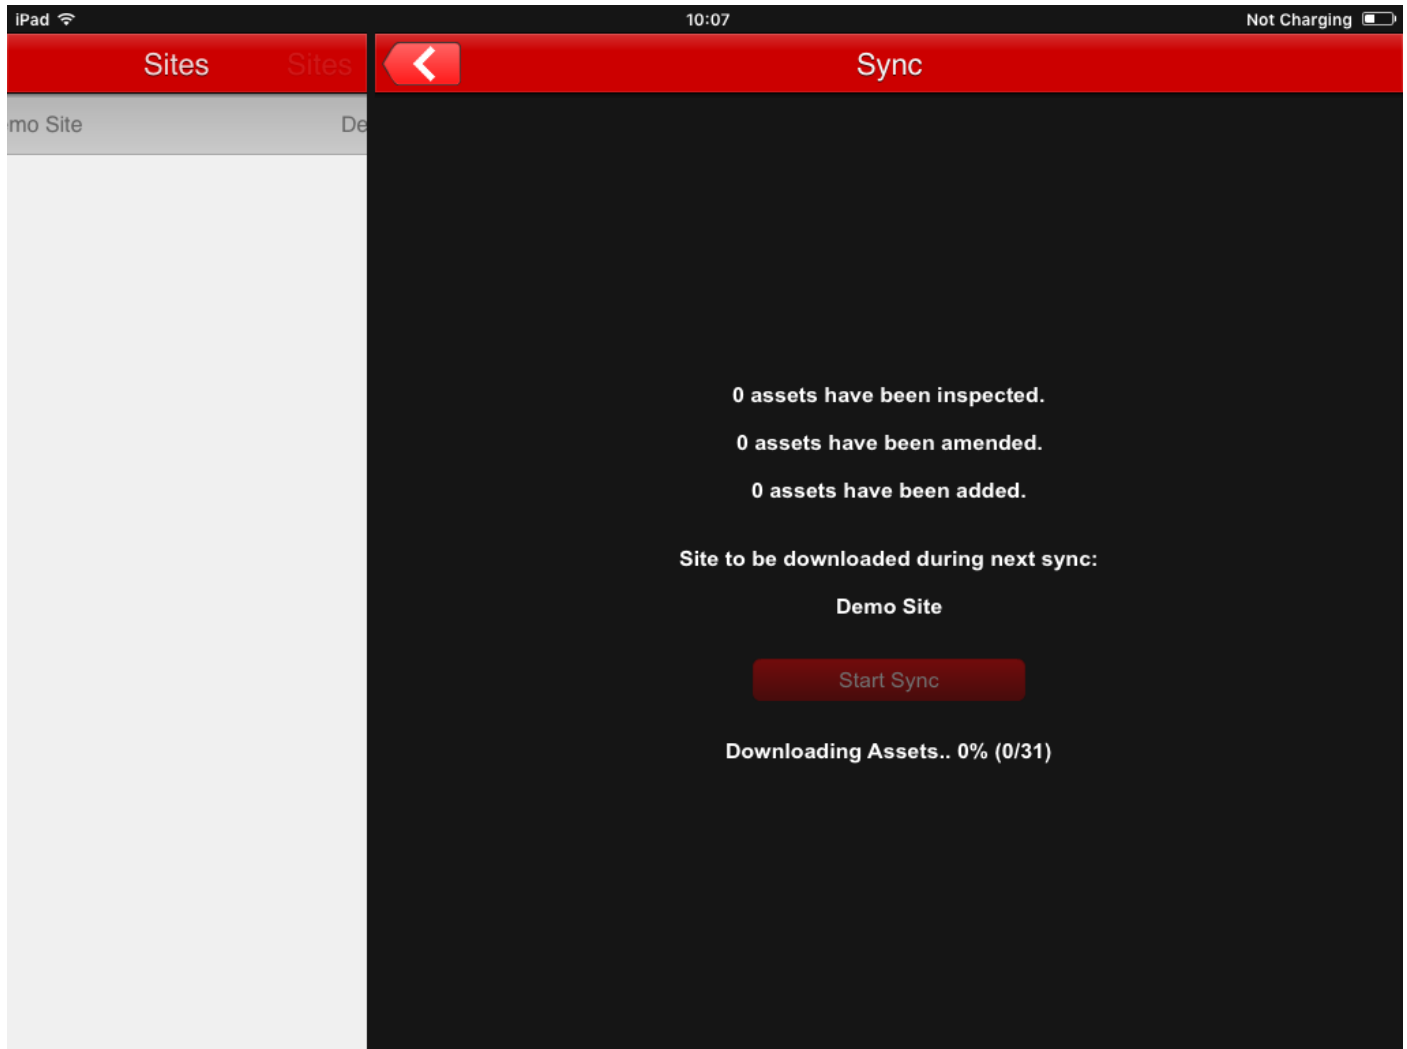 iPad
10:07
Not Charging
Sites
Sites
Sync
mo Site
De
0 assets have been inspected.
0 assets have been amended.
0 assets have been added.
Site to be downloaded during next sync:
Demo Site
Start Sync
Downloading Assets.. 0% (0/31)